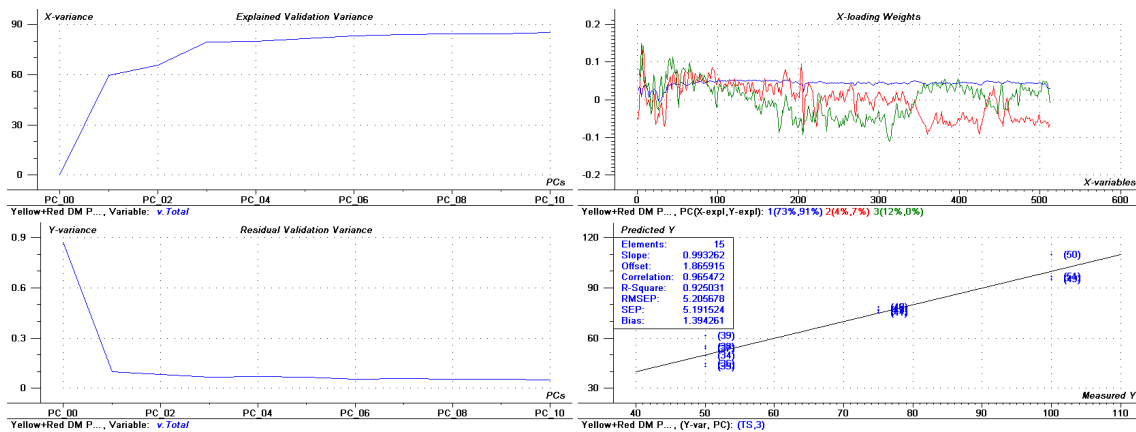 X-variance Explained Validation Variance
90
60
30
0
PCs
PC_00 PC_02 PC_04 PC_06 PC_08 PC_10
Yellow+Red DM P..., Variable: v.Total
X-loading Weights
0.2
0.1
0
-0.1
-0.2
X-variables
0 100 200 300 400 500 600
Yellow+Red DM P..., PC(X-expl,Y-expl): 1(73%,91%) 2(4%,7%) 3(12%,0%)
Y-variance Residual Validation Variance
0.9
0.6
0.3
0
PCs
PC_00 PC_02 PC_04 PC_06 PC_08 PC_10
Yellow+Red DM P..., Variable: v.Total
Predicted Y
120
90
60
30
Elements: 15
Slope: 0.993262
Offset: 1.865915
Correlation: 0.965472
R-Square: 0.925031
RMSEP: 5.205678
SEP: 5.191524
Bias: 1.394261
(50)
(39)
(34)
Measured Y
40 50 60 70 80 90 100 110
Yellow+Red DM P..., (Y-var, PC): (TS,3)